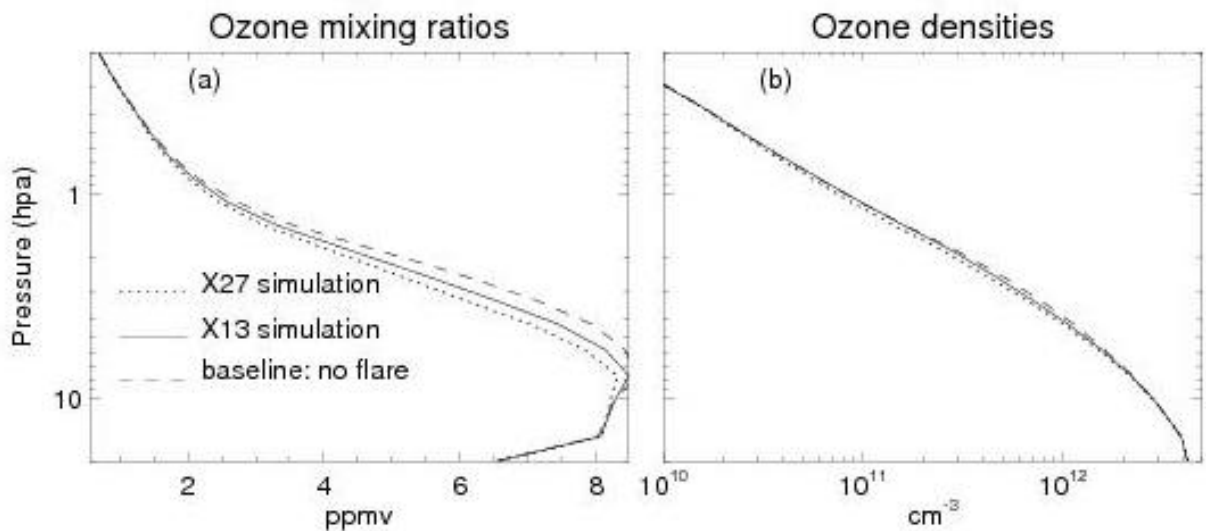 Ozone mixing ratios
Ozone densities
(a)
(b)
Pressure (hpa)
1
10
X27 simulation
X13 simulation
baseline: no flare
2 4 6 8
ppmv
10^10 10^11 10^12
cm^-3